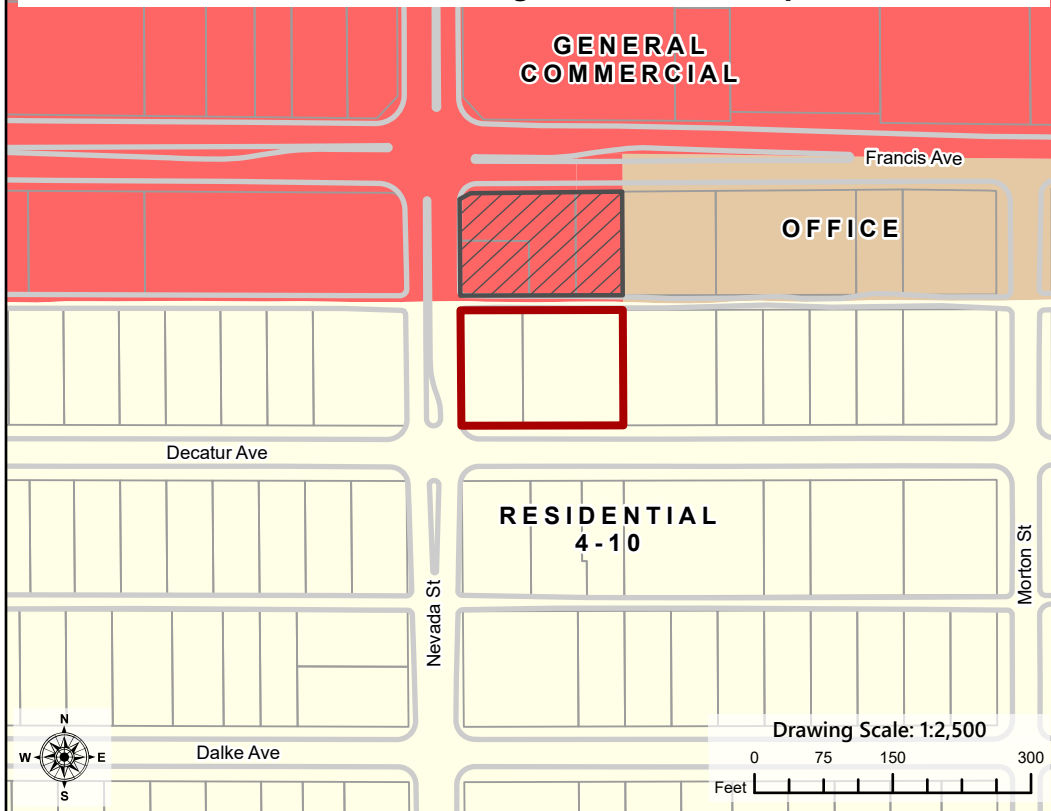 GENERAL
COMMERCIAL
Francis Ave
OFFICE
Decatur Ave
RESIDENTIAL
4-10
Nevada St
Morton St
Dalke Ave
N
W
E
S
Drawing Scale: 1:2,500
0 75 150 300
Feet